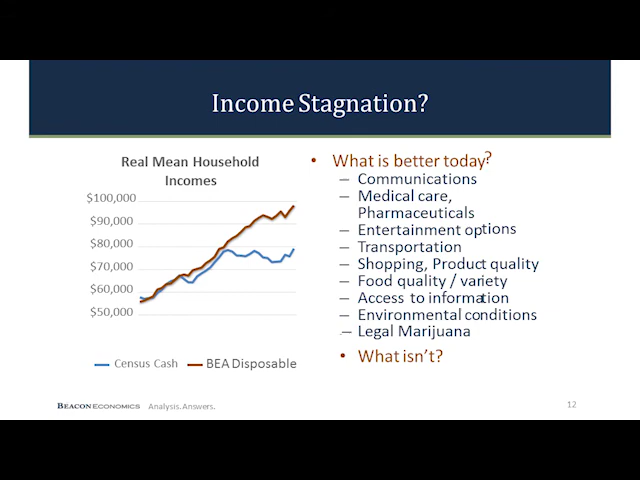 Income Stagnation?
Real Mean Household
Incomes
$100,000
$90,000
$80,000
$70,000
$60,000
$50,000
Census Cash
BEA Disposable
• What is better today?
– Communications
– Medical care,
Pharmaceuticals
– Entertainment options
– Transportation
– Shopping, Product quality
– Food quality / variety
– Access to information
– Environmental conditions
– Legal Marijuana
• What isn't?
BEACON ECONOMICS Analysis. Answers.
12